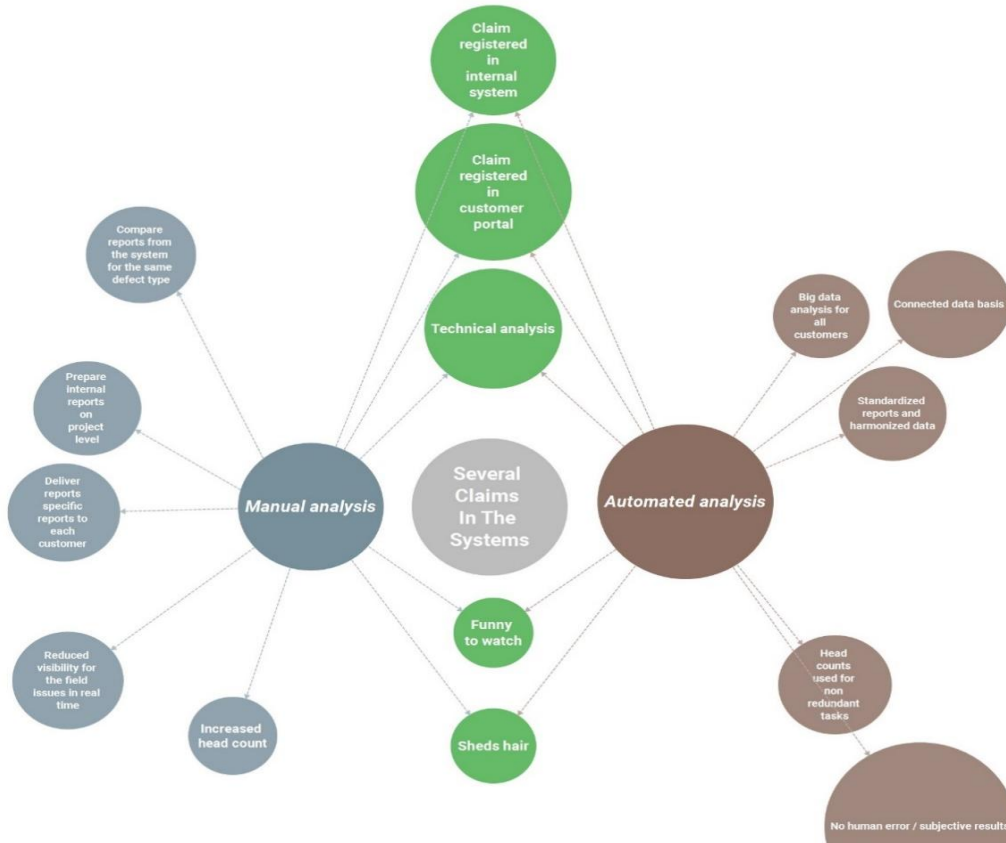 Claim
registered
in
internal
system
Claim
registered
in
customer
portal
Compare
reports from
the system
for the same
defect type
Technical analysis
Big data
analysis for
all
customers
Connected data basis
Prepare
internal
reports
on
project
level
Standardized
reports and
harmonized data
Deliver
reports
specific
reports to
each
customer
Manual analysis
Several
Claims
In The
Systems
Automated analysis
Funny
to watch
Reduced
visibility for
the field
issues in real
time
Head
counts
used for
non
redundant
tasks
Increased
head count
Sheds hair
No human error / subjective results